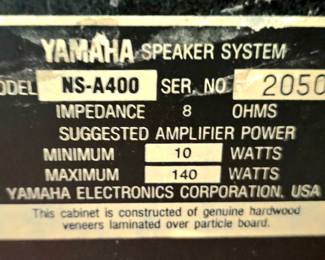 YAMAHA SPEAKER SYSTEM
ODEL NS-A400 SER. NO 2050
IMPEDANCE 8 OHMS
SUGGESTED AMPLIFIER POWER
MINIMUM 10 WATTS
MAXIMUM 140 WATTS
YAMAHA ELECTRONICS CORPORATION, USA
This cabinet is constructed of genuine hardwood
veneers laminated over particle board.